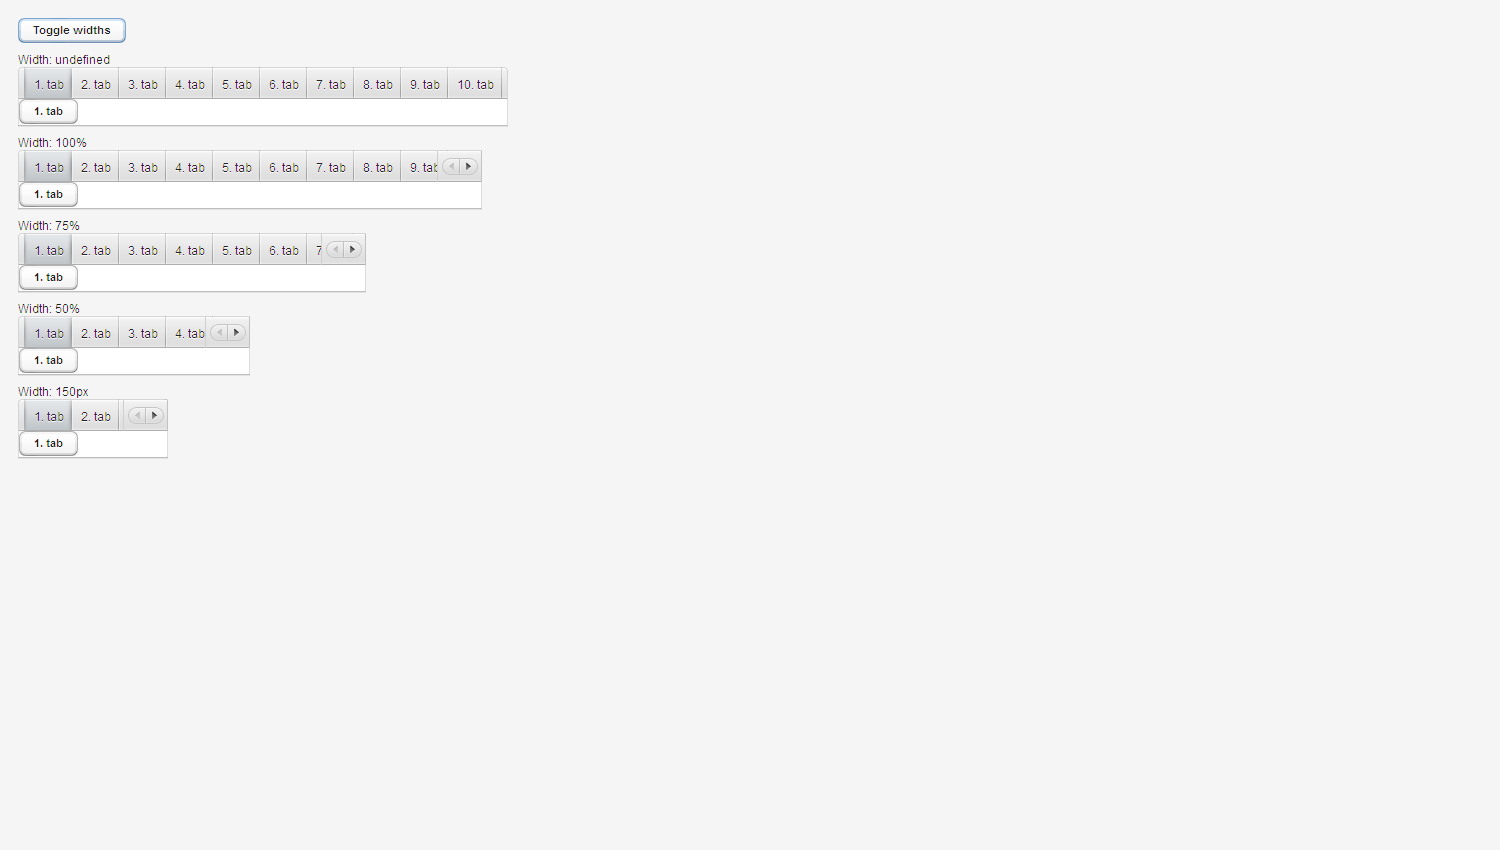 Toggle widths
Width: undefined
1. tab 2. tab 3. tab 4. tab 5. tab 6. tab 7. tab 8. tab 9. tab 10. tab
1. tab
Width: 100%
1. tab 2. tab 3. tab 4. tab 5. tab 6. tab 7. tab 8. tab 9. tab
1. tab
Width: 75%
1. tab 2. tab 3. tab 4. tab 5. tab 6. tab 7
1. tab
Width: 50%
1. tab 2. tab 3. tab 4. tab
1. tab
Width: 150px
1. tab 2. tab
1. tab